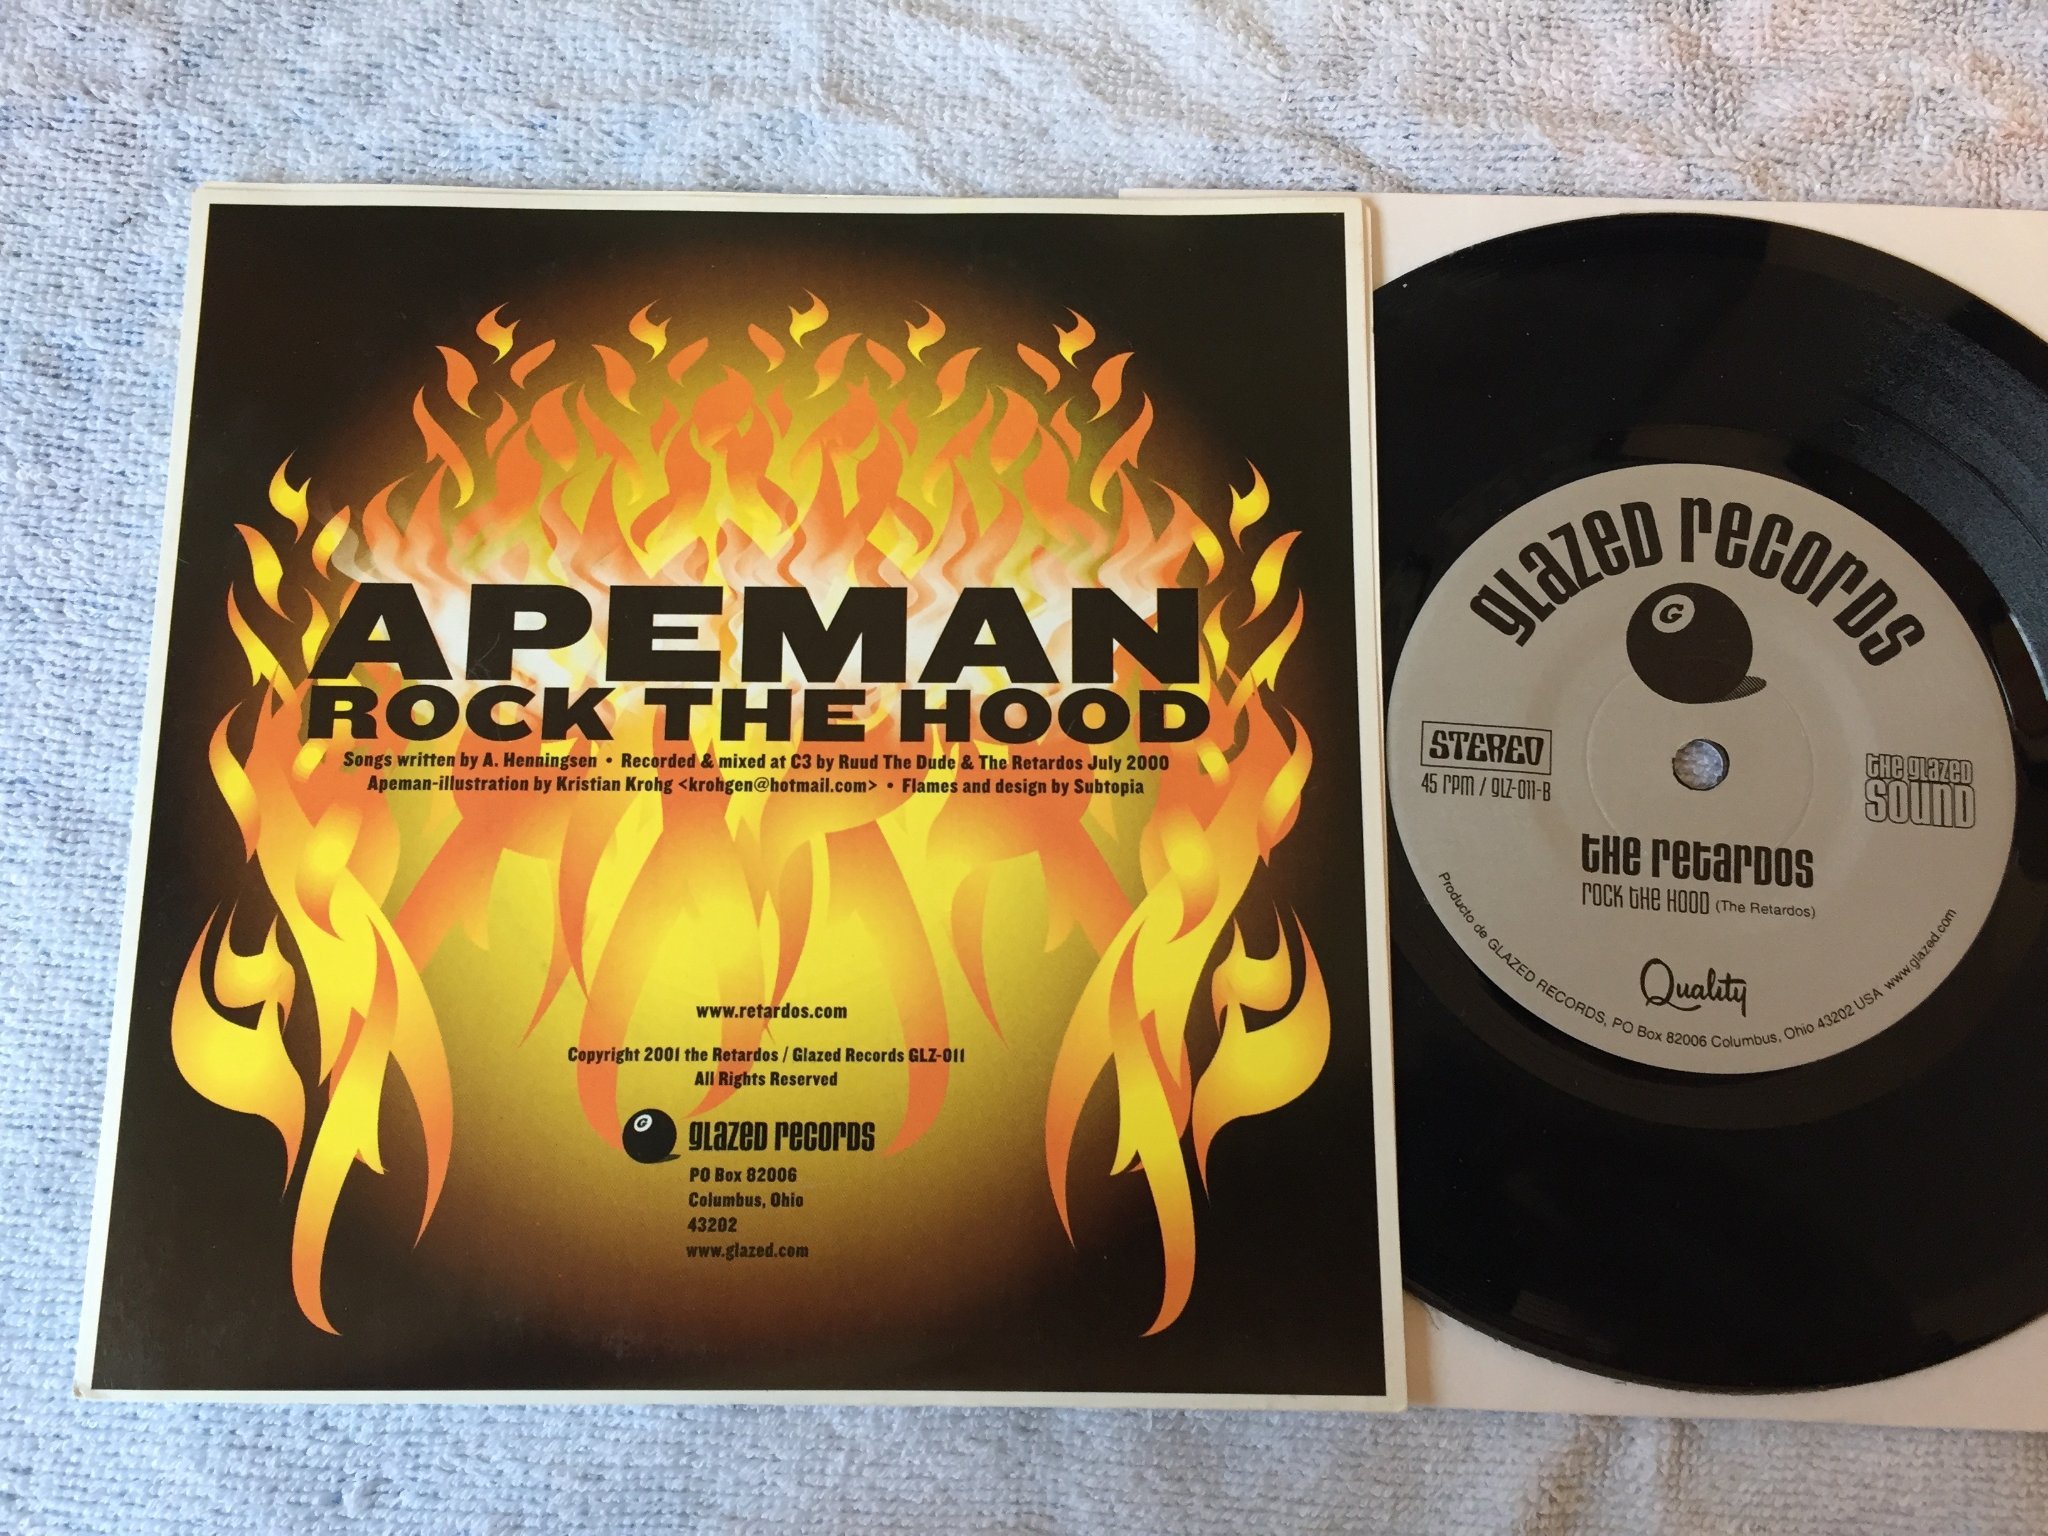 APEMAN
ROCK THE HOOD
Songs written by A. Henningsen • Recorded & mixed at C3 by Ruud The Dude & The Retardos July 2000
Apeman-illustration by Kristian Krohg <krohgen@hotmail.com> • Flames and design by Subtopia
www.retardos.com
Copyright 2001 the Retardos / Glazed Records GLZ-011
All Rights Reserved
G
GLAZED RECORDS
PO Box 82006
Columbus, Ohio
43202
www.glazed.com
GLAZED RECORDS
G
STEREO
45 rpm / GLZ-011-B
THE GLAZED
SOUND
THE RETARDOS
ROCK THE HOOD (The Retardos)
Quality
Producto de GLAZED RECORDS, PO Box 82006 Columbus, Ohio 43202 USA www.glazed.com